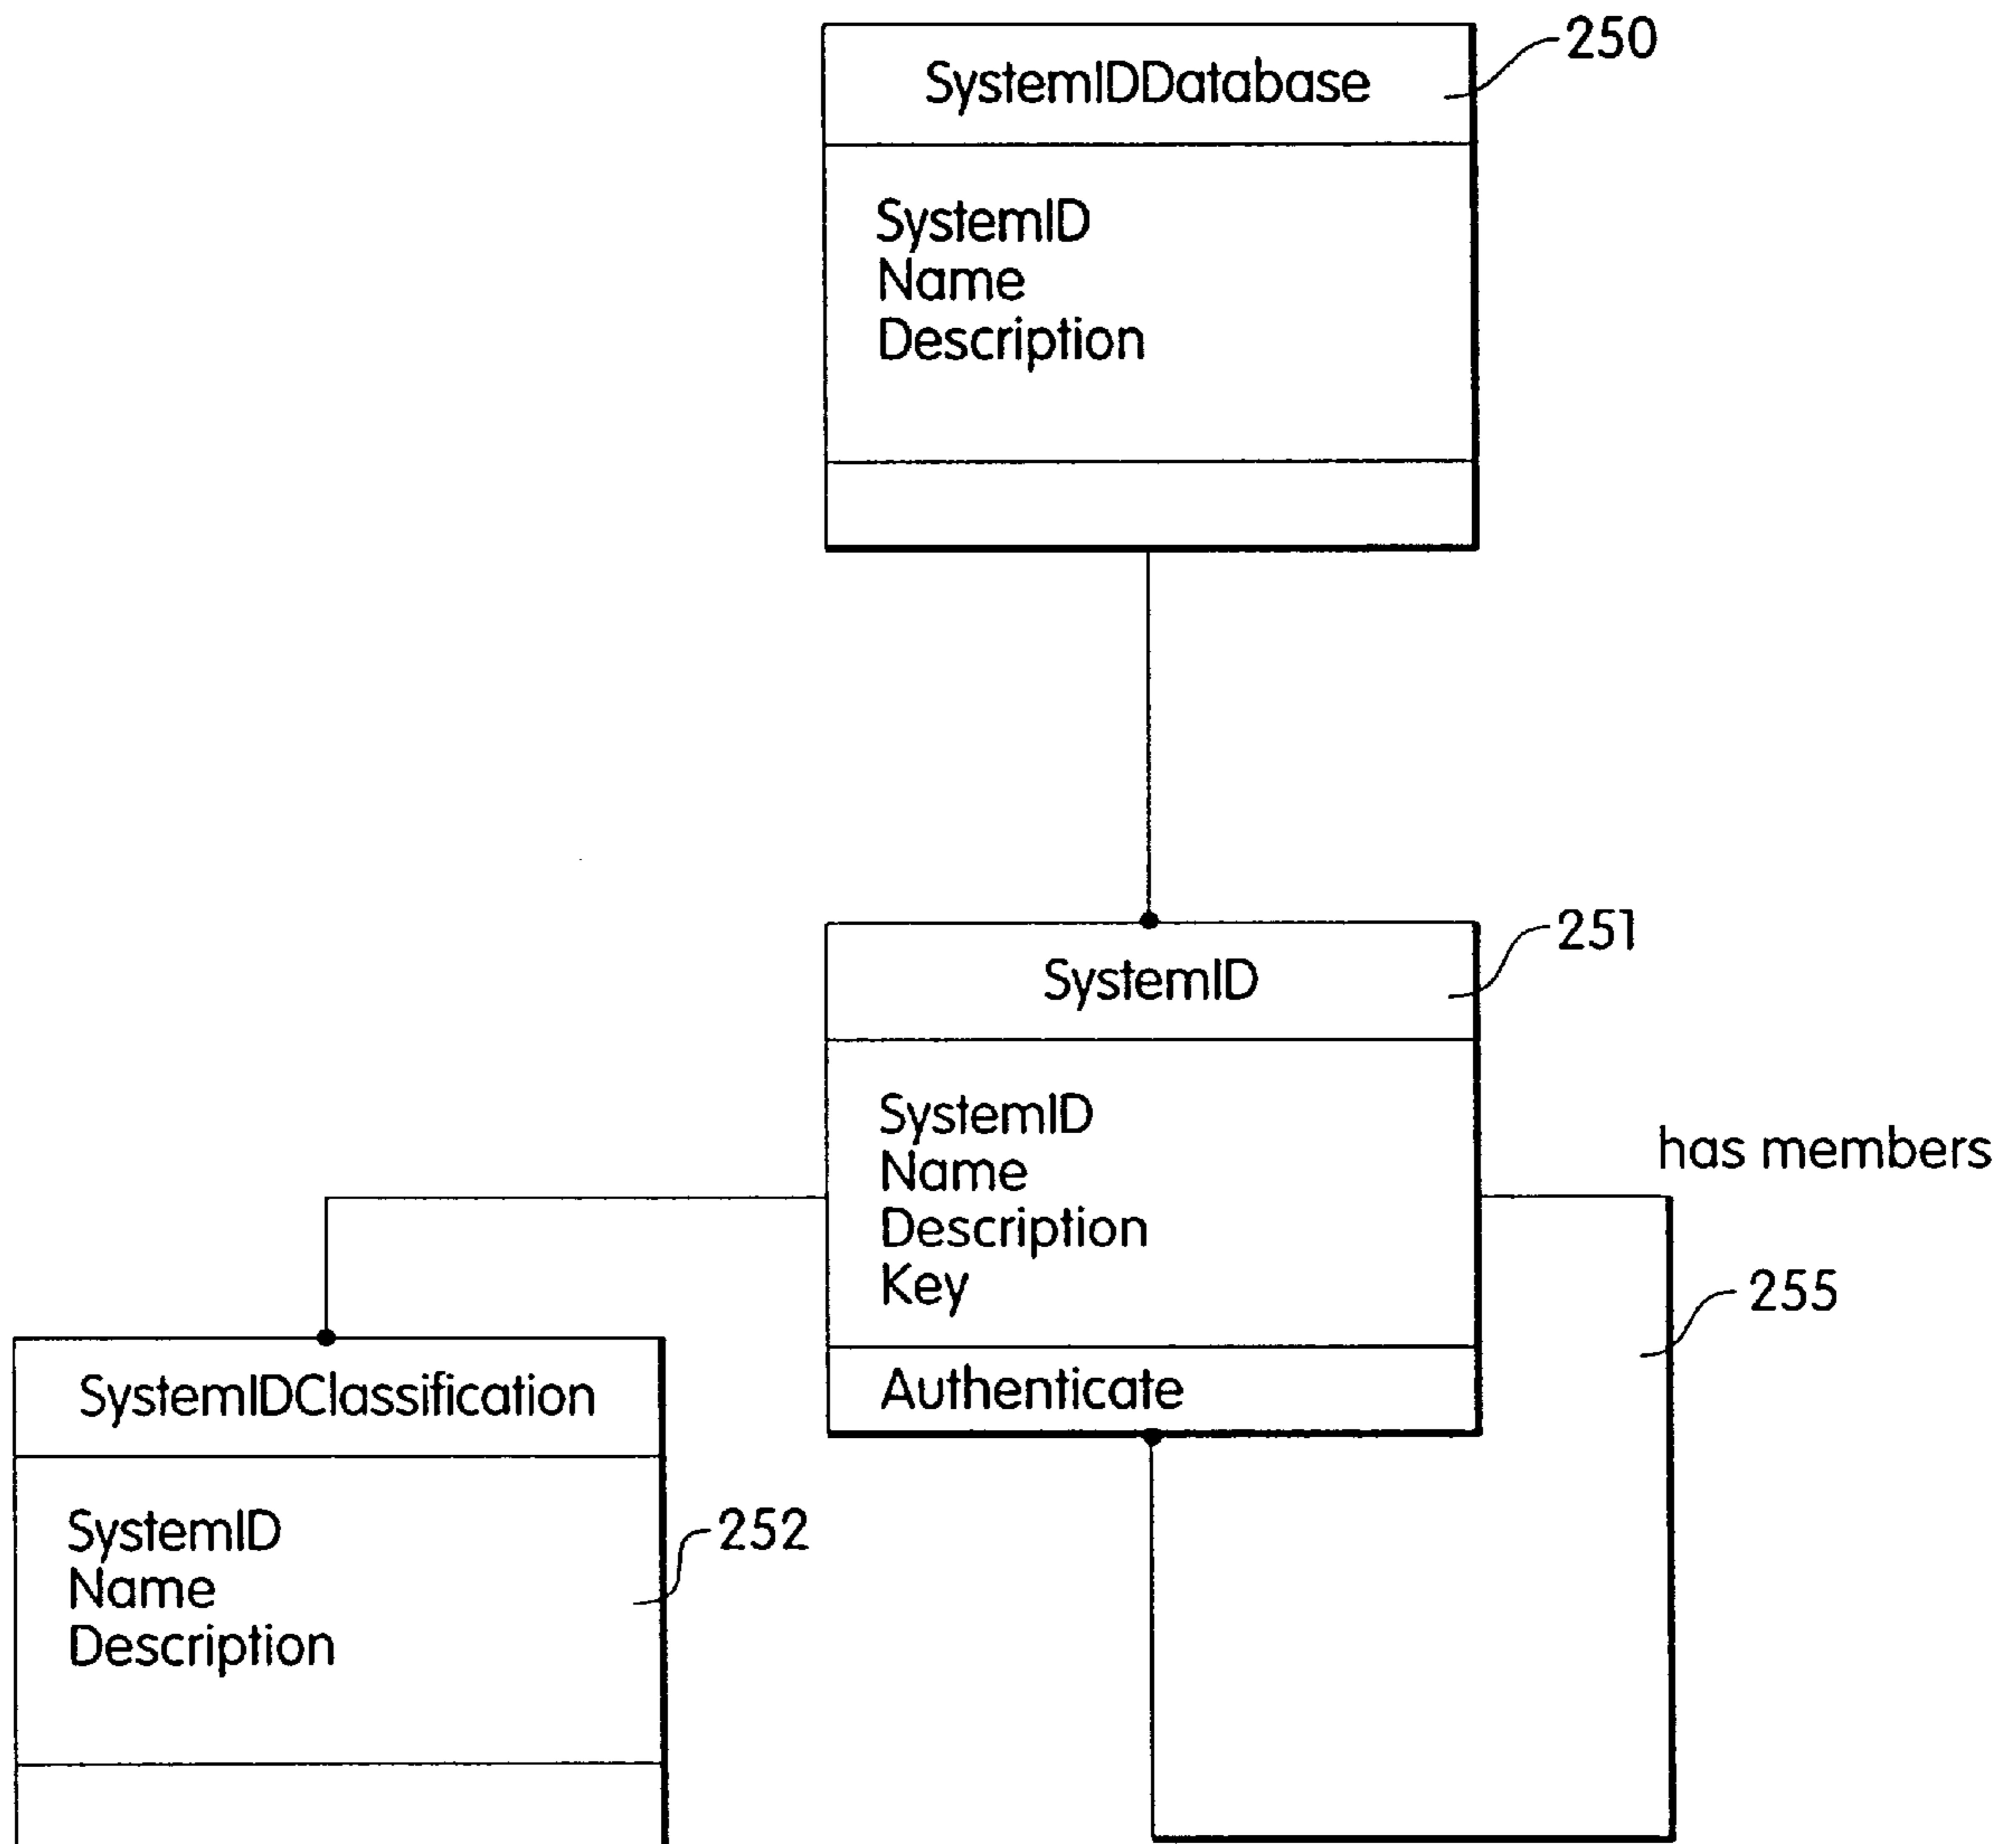 SystemIDDatabase
250
SystemID
Name
Description
SystemID
251
SystemID
Name
Description
Key
Authenticate
has members
255
SystemIDClassification
SystemID
Name
Description
252